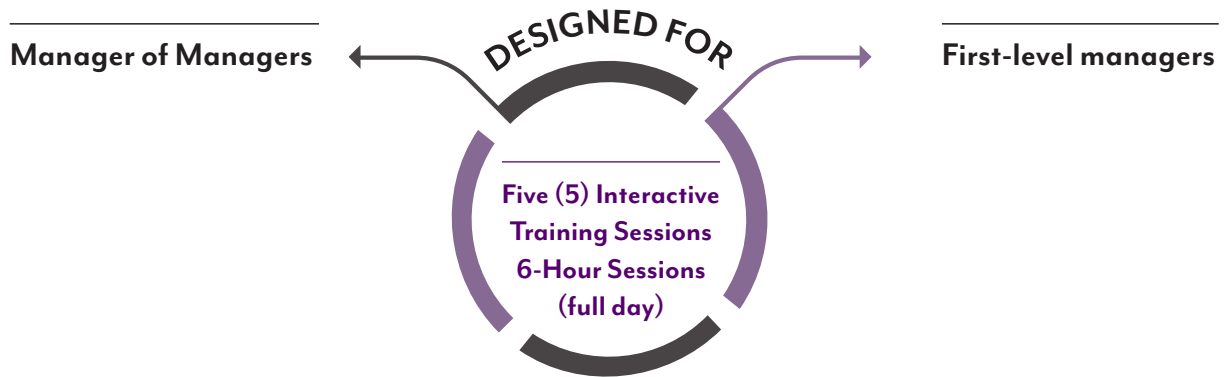 DESIGNED FOR
Manager of Managers
First-level managers
Five (5) Interactive
Training Sessions
6-Hour Sessions
(full day)